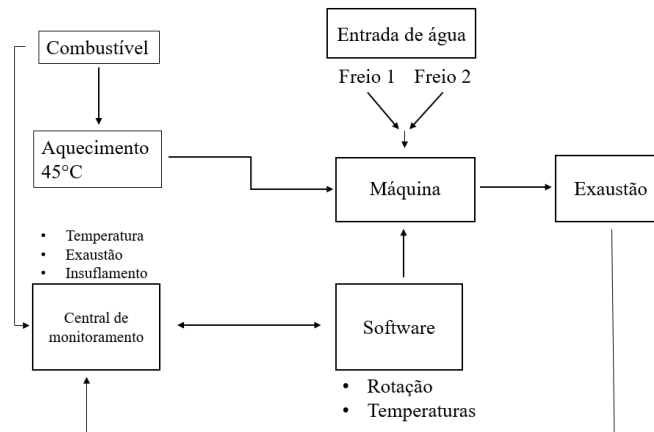 Combustível
Entrada de água
Freio 1 Freio 2
Aquecimento
45°C
Máquina
Exaustão
• Temperatura
• Exaustão
• Insuflamento
Central de
monitoramento
Software
• Rotação
• Temperaturas